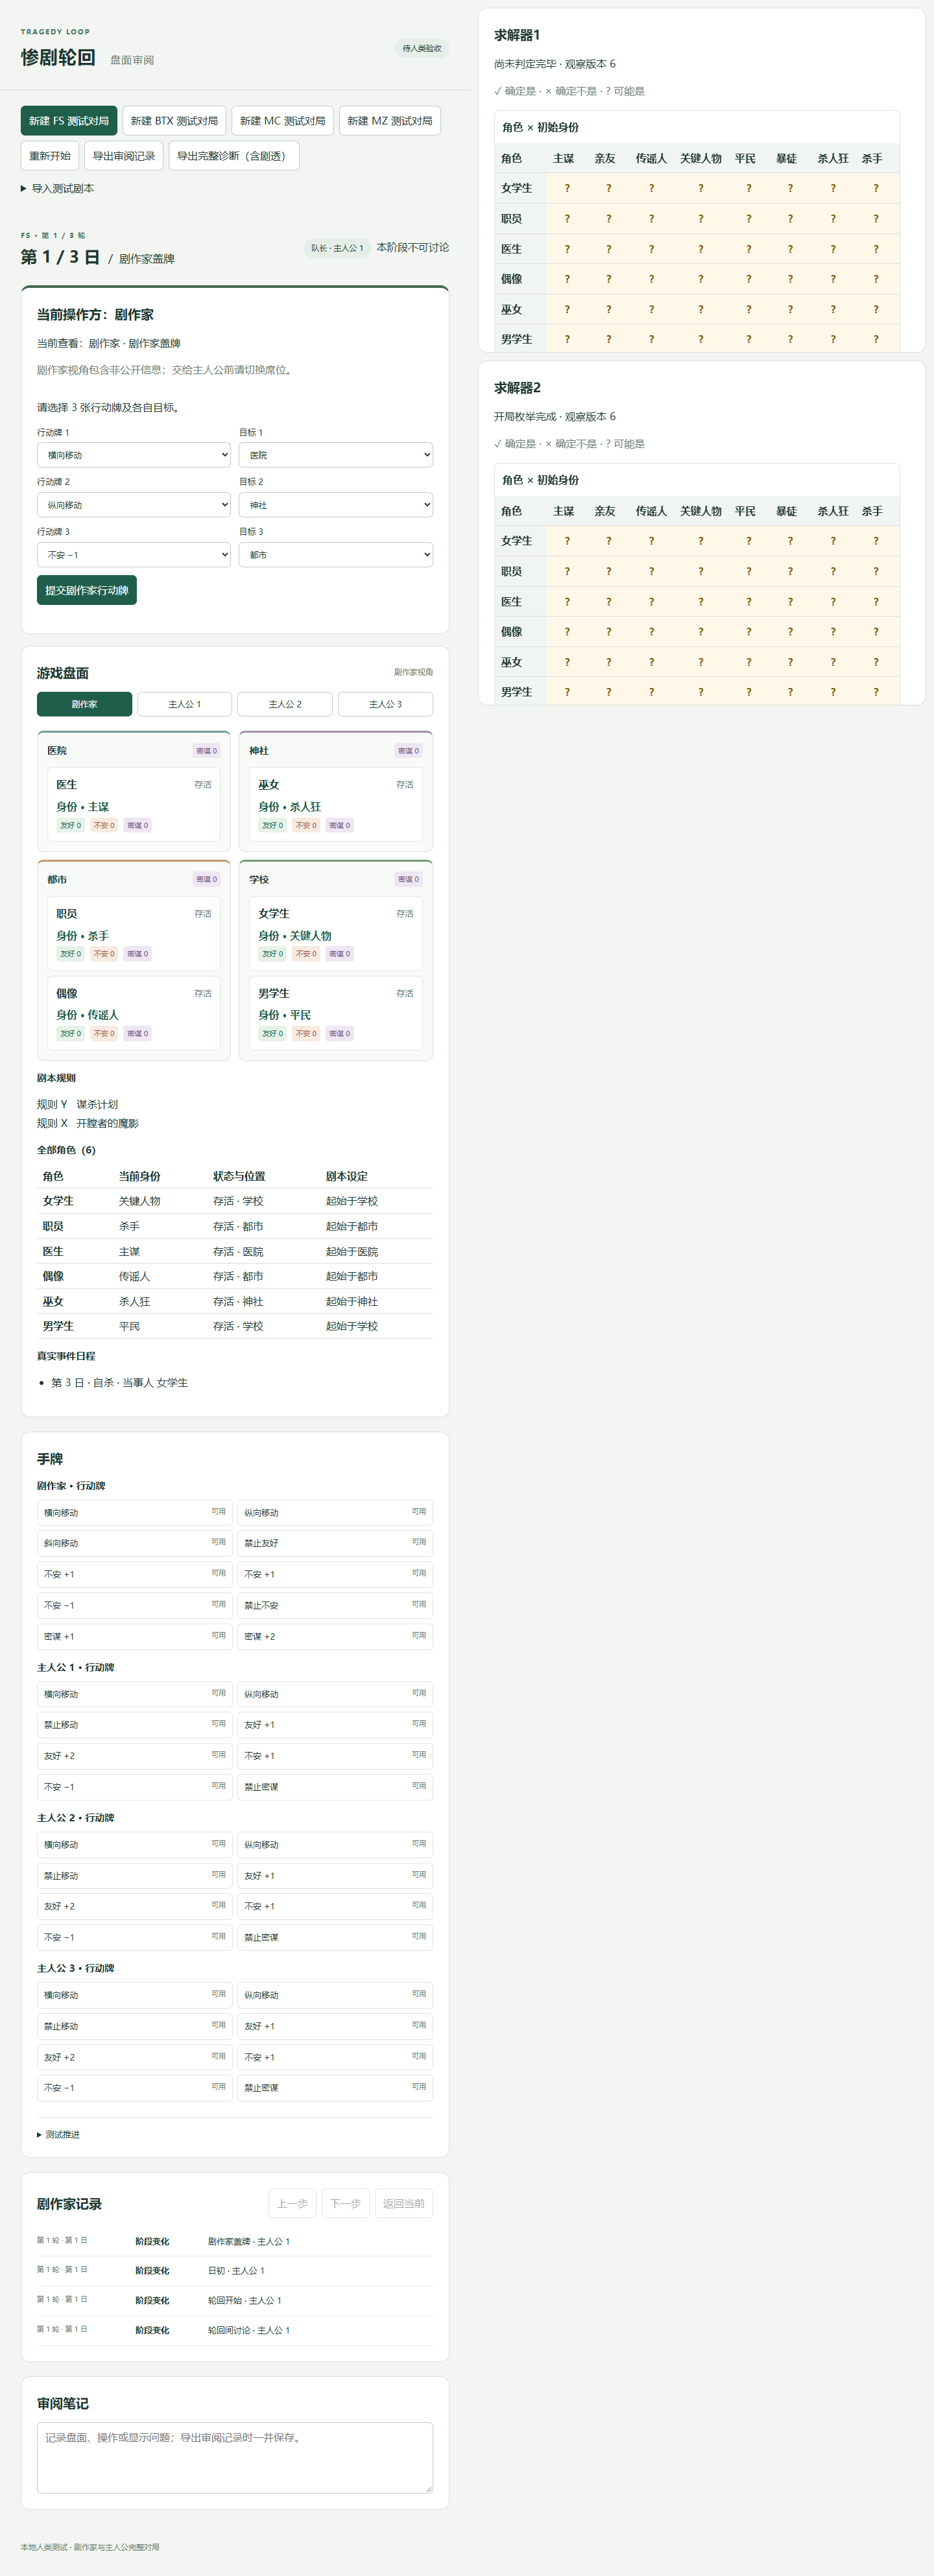 TRAGEDY LOOP
惨剧轮回 盘面审阅
待人类验收
新建 FS 测试对局 新建 BTX 测试对局 新建 MC 测试对局 新建 MZ 测试对局
重新开始 导出审阅记录 导出完整诊断（含剧透）
▶ 导入测试剧本
FS • 第 1 / 3 轮
第 1 / 3 日 / 剧作家盖牌
队长 · 主人公 1 本阶段不可讨论
当前操作方：剧作家
当前查看：剧作家 · 剧作家盖牌
剧作家视角包含非公开信息；交给主人公前请切换席位。
请选择 3 张行动牌及各自目标。
行动牌 1 目标 1
横向移动 医院
行动牌 2 目标 2
纵向移动 神社
行动牌 3 目标 3
不安 −1 都市
提交剧作家行动牌
游戏盘面 剧作家视角
剧作家 主人公 1 主人公 2 主人公 3
医院 密谋 0
医生 存活
身份 • 主谋
友好 0 不安 0 密谋 0
神社 密谋 0
巫女 存活
身份 • 杀人狂
友好 0 不安 0 密谋 0
都市 密谋 0
职员 存活
身份 • 杀手
友好 0 不安 0 密谋 0
偶像 存活
身份 • 传谣人
友好 0 不安 0 密谋 0
学校 密谋 0
女学生 存活
身份 • 关键人物
友好 0 不安 0 密谋 0
男学生 存活
身份 • 平民
友好 0 不安 0 密谋 0
剧本规则
规则 Y 谋杀计划
规则 X 开膛者的魔影
全部角色（6）
角色 当前身份 状态与位置 剧本设定
女学生 关键人物 存活 · 学校 起始于学校
职员 杀手 存活 · 都市 起始于都市
医生 主谋 存活 · 医院 起始于医院
偶像 传谣人 存活 · 都市 起始于都市
巫女 杀人狂 存活 · 神社 起始于神社
男学生 平民 存活 · 学校 起始于学校
真实事件日程
• 第 3 日 · 自杀 · 当事人 女学生
手牌
剧作家 • 行动牌
横向移动 可用 纵向移动 可用
斜向移动 可用 禁止友好 可用
不安 +1 可用 不安 +1 可用
不安 −1 可用 禁止不安 可用
密谋 +1 可用 密谋 +2 可用
主人公 1 • 行动牌
横向移动 可用 纵向移动 可用
禁止移动 可用 友好 +1 可用
友好 +2 可用 不安 +1 可用
不安 −1 可用 禁止密谋 可用
主人公 2 • 行动牌
横向移动 可用 纵向移动 可用
禁止移动 可用 友好 +1 可用
友好 +2 可用 不安 +1 可用
不安 −1 可用 禁止密谋 可用
主人公 3 • 行动牌
横向移动 可用 纵向移动 可用
禁止移动 可用 友好 +1 可用
友好 +2 可用 不安 +1 可用
不安 −1 可用 禁止密谋 可用
▶ 测试推进
剧作家记录 上一步 下一步 返回当前
第 1 轮 · 第 1 日 阶段变化 剧作家盖牌 · 主人公 1
第 1 轮 · 第 1 日 阶段变化 日初 · 主人公 1
第 1 轮 · 第 1 日 阶段变化 轮回开始 · 主人公 1
第 1 轮 · 第 1 日 阶段变化 轮回间讨论 · 主人公 1
审阅笔记
记录盘面、操作或显示问题；导出审阅记录时一并保存。
本地人类测试 · 剧作家与主人公完整对局
求解器1
尚未判定完毕 · 观察版本 6
✓ 确定是 · × 确定不是 · ? 可能是
角色 × 初始身份
角色 主谋 亲友 传谣人 关键人物 平民 暴徒 杀人狂 杀手
女学生 ? ? ? ? ? ? ? ?
职员 ? ? ? ? ? ? ? ?
医生 ? ? ? ? ? ? ? ?
偶像 ? ? ? ? ? ? ? ?
巫女 ? ? ? ? ? ? ? ?
男学生 ? ? ? ? ? ? ? ?
求解器2
开局枚举完成 · 观察版本 6
✓ 确定是 · × 确定不是 · ? 可能是
角色 × 初始身份
角色 主谋 亲友 传谣人 关键人物 平民 暴徒 杀人狂 杀手
女学生 ? ? ? ? ? ? ? ?
职员 ? ? ? ? ? ? ? ?
医生 ? ? ? ? ? ? ? ?
偶像 ? ? ? ? ? ? ? ?
巫女 ? ? ? ? ? ? ? ?
男学生 ? ? ? ? ? ? ? ?